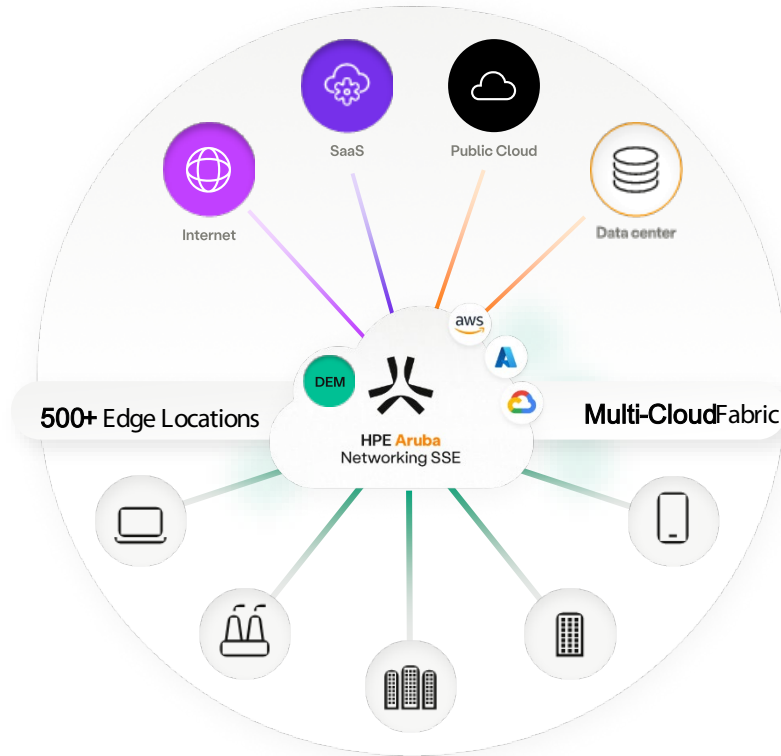 SaaS
Public Cloud
Internet
Data center
aws
DEM
500+ Edge Locations
Multi-CloudFabric
HPE Aruba
Networking SSE